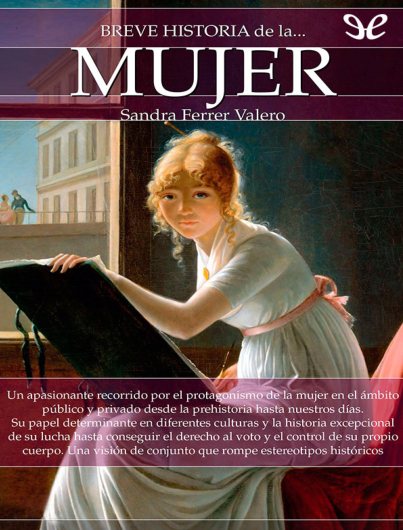 BREVE HISTORIA de la...
MUJER
Sandra Ferrer Valero
Un apasionante recorrido por el protagonismo de la mujer en el ámbito
público y privado desde la prehistoria hasta nuestros días.
Su papel determinante en diferentes culturas y la historia excepcional
de su lucha hasta conseguir el derecho al voto y el control de su propio
cuerpo. Una visión de conjunto que rompe estereotipos históricos